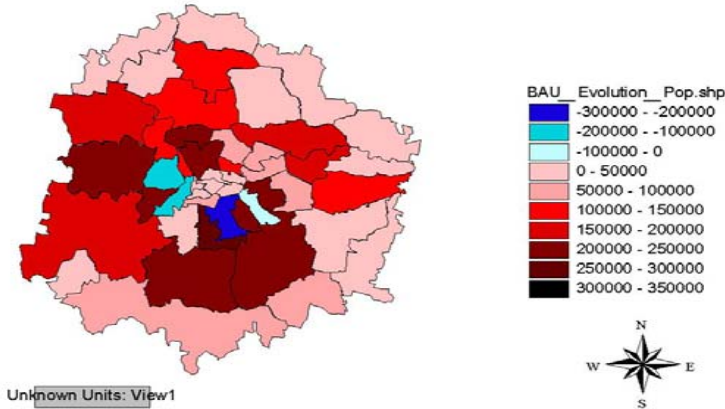 BAU__Evolution__Pop.shp
-300000 - -200000
-200000 - -100000
-100000 - 0
0 - 50000
50000 - 100000
100000 - 150000
150000 - 200000
200000 - 250000
250000 - 300000
300000 - 350000
N
W E
S
Unknown Units: View1